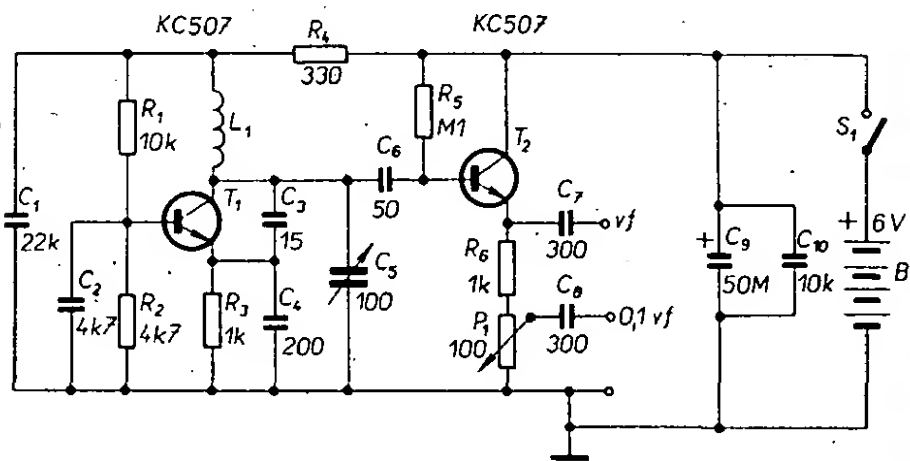 KC507
KC507
R4
330
R1
10k
L1
R5
M1
T2
S1
C6
50
T1
C3
15
C7
300
vf
C1
22k
C2
4k7
R2
4k7
R3
1k
C4
200
C5
100
R6
1k
C8
300
0,1 vf
P1
100
+
C9
50M
C10
10k
+
6V
B